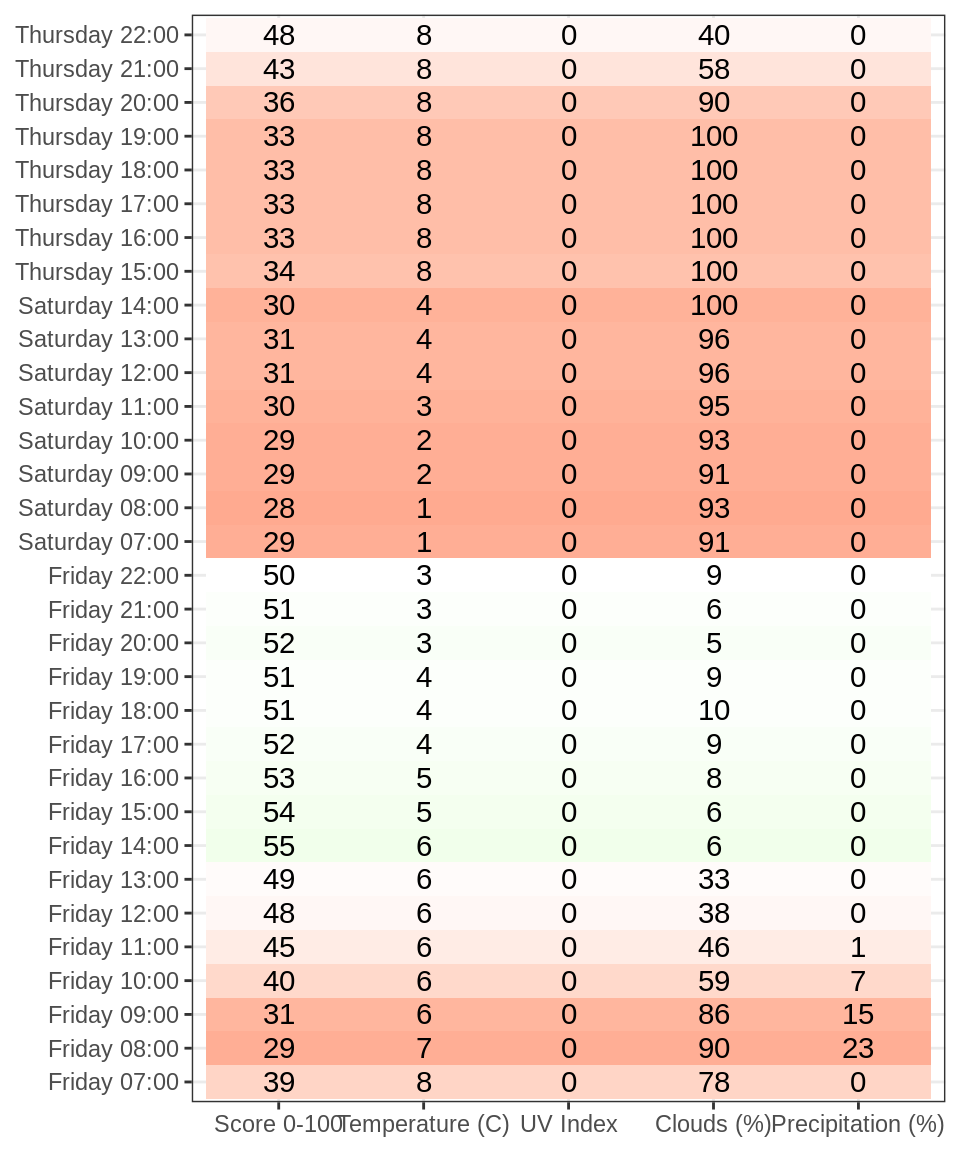 Thursday 22:00 48 8 0 40 0
Thursday 21:00 43 8 0 58 0
Thursday 20:00 36 8 0 90 0
Thursday 19:00 33 8 0 100 0
Thursday 18:00 33 8 0 100 0
Thursday 17:00 33 8 0 100 0
Thursday 16:00 33 8 0 100 0
Thursday 15:00 34 8 0 100 0
Saturday 14:00 30 4 0 100 0
Saturday 13:00 31 4 0 96 0
Saturday 12:00 31 4 0 96 0
Saturday 11:00 30 3 0 95 0
Saturday 10:00 29 2 0 93 0
Saturday 09:00 29 2 0 91 0
Saturday 08:00 28 1 0 93 0
Saturday 07:00 29 1 0 91 0
Friday 22:00 50 3 0 9 0
Friday 21:00 51 3 0 6 0
Friday 20:00 52 3 0 5 0
Friday 19:00 51 4 0 9 0
Friday 18:00 51 4 0 10 0
Friday 17:00 52 4 0 9 0
Friday 16:00 53 5 0 8 0
Friday 15:00 54 5 0 6 0
Friday 14:00 55 6 0 6 0
Friday 13:00 49 6 0 33 0
Friday 12:00 48 6 0 38 0
Friday 11:00 45 6 0 46 1
Friday 10:00 40 6 0 59 7
Friday 09:00 31 6 0 86 15
Friday 08:00 29 7 0 90 23
Friday 07:00 39 8 0 78 0
Score 0-100 Temperature (C) UV Index Clouds (%) Precipitation (%)